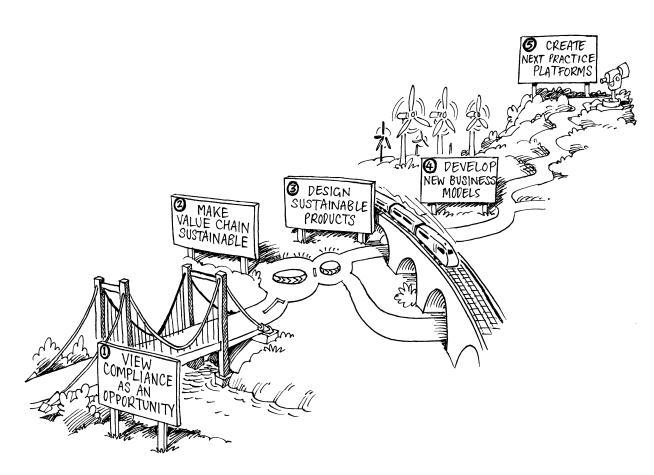 ① VIEW
COMPLIANCE
AS AN
OPPORTUNITY
② MAKE
VALUE CHAIN
SUSTAINABLE
③ DESIGN
SUSTAINABLE
PRODUCTS
④ DEVELOP
NEW BUSINESS
MODELS
⑤ CREATE
NEXT PRACTICE
PLATFORMS